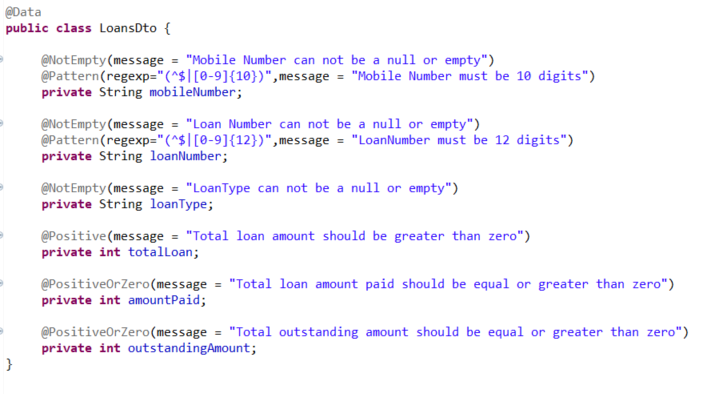 @Data
public class LoansDto {
@NotEmpty(message = "Mobile Number can not be a null or empty")
@Pattern(regexp="(^$|[0-9]{10})",message = "Mobile Number must be 10 digits")
private String mobileNumber;
@NotEmpty(message = "Loan Number can not be a null or empty")
@Pattern(regexp="(^$|[0-9]{12})",message = "LoanNumber must be 12 digits")
private String loanNumber;
@NotEmpty(message = "LoanType can not be a null or empty")
private String loanType;
@Positive(message = "Total loan amount should be greater than zero")
private int totalLoan;
@PositiveOrZero(message = "Total loan amount paid should be equal or greater than zero")
private int amountPaid;
@PositiveOrZero(message = "Total outstanding amount should be equal or greater than zero")
private int outstandingAmount;
}